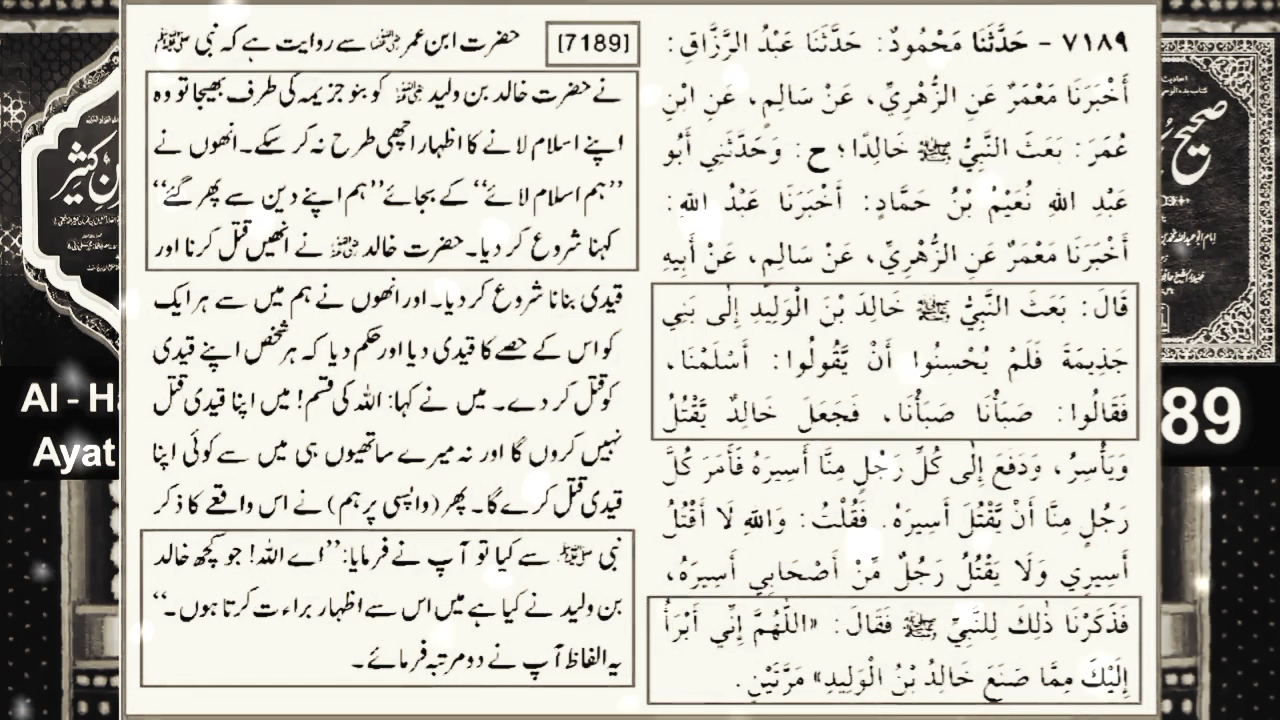 ٧١٨٩ - حَدَّثَنَا مَحْمُودٌ: حَدَّثَنَا عَبْدُ الرَّزَّاقِ:
أَخْبَرَنَا مَعْمَرٌ عَنِ الزُّهْرِيِّ، عَنْ سَالِمٍ، عَنِ ابْنِ
عُمَرَ: بَعَثَ النَّبِيُّ ﷺ خَالِدًا؛ ح: وَحَدَّثَنِي أَبُو
عَبْدِ اللهِ نُعَيْمُ بْنُ حَمَّادٍ: أَخْبَرَنَا عَبْدُ اللهِ:
أَخْبَرَنَا مَعْمَرٌ عَنِ الزُّهْرِيِّ، عَنْ سَالِمٍ، عَنْ أَبِيهِ
قَالَ: بَعَثَ النَّبِيُّ ﷺ خَالِدَ بْنَ الْوَلِيدِ إِلٰى بَنِي
جَذِيمَةَ فَلَمْ يُحْسِنُوا أَنْ يَّقُولُوا: أَسْلَمْنَا،
فَقَالُوا: صَبَأْنَا صَبَأْنَا، فَجَعَلَ خَالِدٌ يَّقْتُلُ
وَيَأْسِرُ، وَدَفَعَ إِلٰى كُلِّ رَجُلٍ مِنَّا أَسِيرَهُ فَأَمَرَ كُلَّ
رَجُلٍ مِنَّا أَنْ يَّقْتُلَ أَسِيرَهُ. فَقُلْتُ: وَاللهِ لَا أَقْتُلُ
أَسِيرِي وَلَا يَقْتُلُ رَجُلٌ مِّنْ أَصْحَابِي أَسِيرَهُ،
فَذَكَرْنَا ذٰلِكَ لِلنَّبِيِّ ﷺ فَقَالَ: «اللّٰهُمَّ إِنِّي أَبْرَأُ
إِلَيْكَ مِمَّا صَنَعَ خَالِدُ بْنُ الْوَلِيدِ» مَرَّتَيْنِ.
[7189] حضرت ابن عمر ؓ سے روایت ہے کہ نبی ﷺ
نے حضرت خالد بن ولید ؓ کو بنو جزیمہ کی طرف بھیجا تو وہ
اپنے اسلام لانے کا اظہار اچھی طرح نہ کر سکے۔ انھوں نے
’’ہم اسلام لائے‘‘ کے بجائے ’’ہم اپنے دین سے پھر گئے‘‘
کہنا شروع کر دیا۔ حضرت خالد ؓ نے انھیں قتل کرنا اور
قیدی بنانا شروع کر دیا۔ اور انھوں نے ہم میں سے ہر ایک
کو اس کے حصے کا قیدی دیا اور حکم دیا کہ ہر شخص اپنے قیدی
کو قتل کر دے۔ میں نے کہا: اللہ کی قسم! میں اپنا قیدی قتل
نہیں کروں گا اور نہ میرے ساتھیوں ہی میں سے کوئی اپنا
قیدی قتل کرے گا۔ پھر (واپسی پر ہم) نے اس واقعے کا ذکر
نبی ﷺ سے کیا تو آپ نے فرمایا: ’’اے اللہ! جو کچھ خالد
بن ولید نے کیا ہے میں اس سے اظہار براءت کرتا ہوں۔‘‘
یہ الفاظ آپ نے دو مرتبہ فرمائے۔
Al - Ha
Ayat
89
صحيح
كثير